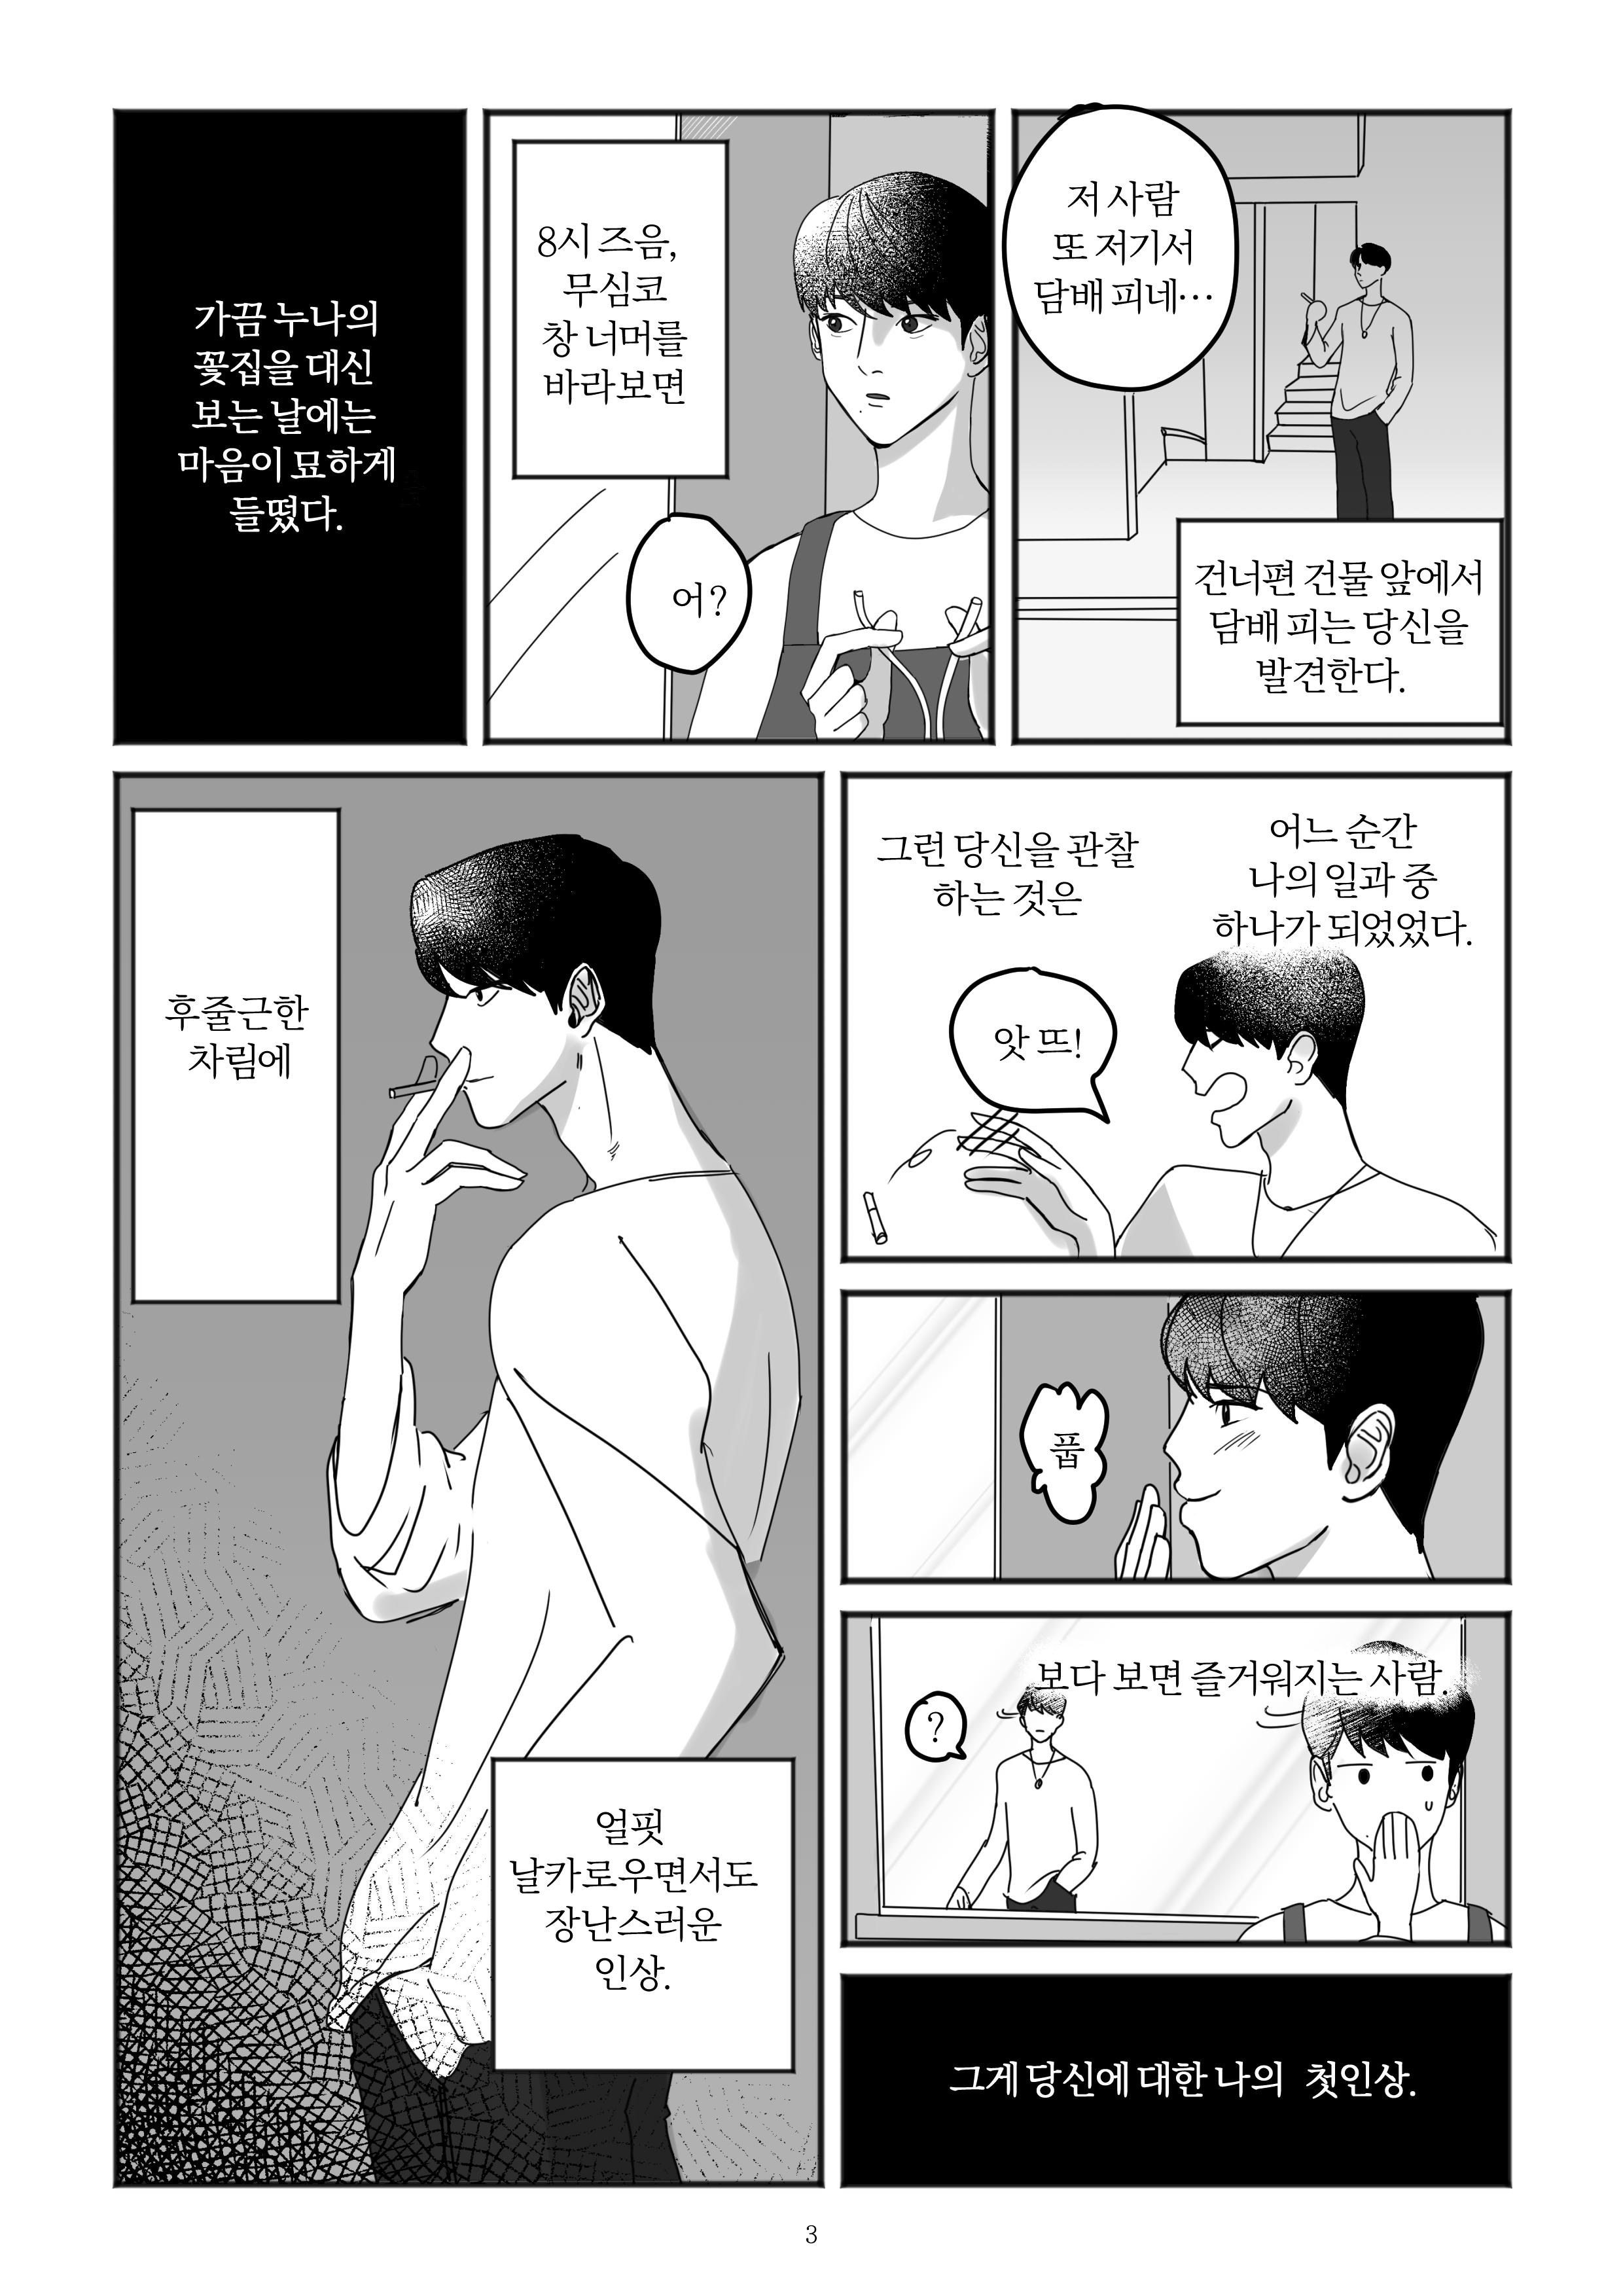 가끔 누나의
꽃집을 대신
보는 날에는
마음이 묘하게
들떴다.
8시 즈음,
무심코
창 너머를
바라보면
어?
저 사람
또 저기서
담배 피네…
건너편 건물 앞에서
담배 피는 당신을
발견한다.
후줄근한
차림에
얼핏
날카로우면서도
장난스러운
인상.
그런 당신을 관찰
하는 것은
어느 순간
나의 일과 중
하나가 되었었다.
앗 뜨!
풉
보다 보면 즐거워지는 사람.
?
그게 당신에 대한 나의 첫인상.
3